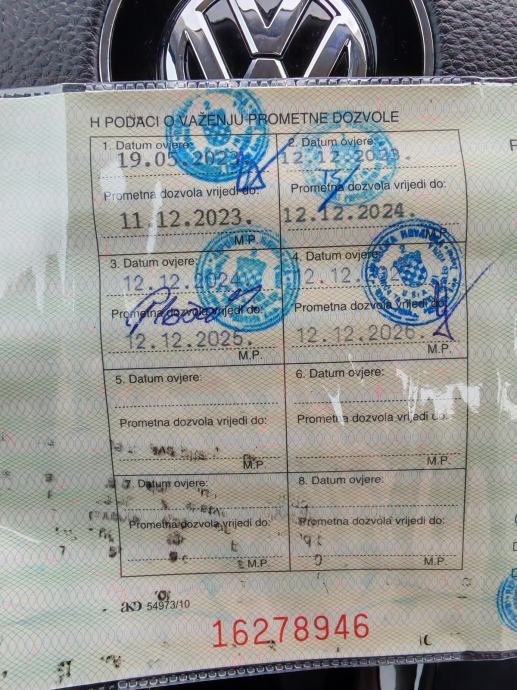 H PODACI O VAŽENJU PROMETNE DOZVOLE
1. Datum ovjere:
19.05.2023.
Prometna dozvola vrijedi do:
11 12.2023.
M.P.
2. Datum ovjere:
12.12.2023.
Prometna dozvola vrijedi do:
12.12.2024.
M.P.
3. Datum ovjere:
12.12.2024.
Prometna dozvola vrijedi do:
12.12.2025.
M.P.
4. Datum ovjere:
Prometna dozvola vrijedi do:
12.12.2026.
M.P.
5. Datum ovjere:
Prometna dozvola vrijedi do:
M.P.
6. Datum ovjere:
Prometna dozvola vrijedi do:
M.P.
7. Datum ovjere:
Prometna dozvola vrijedi do:
M.P.
8. Datum ovjere:
Prometna dozvola vrijedi do:
M.P.
AKD 54973/10
16278946